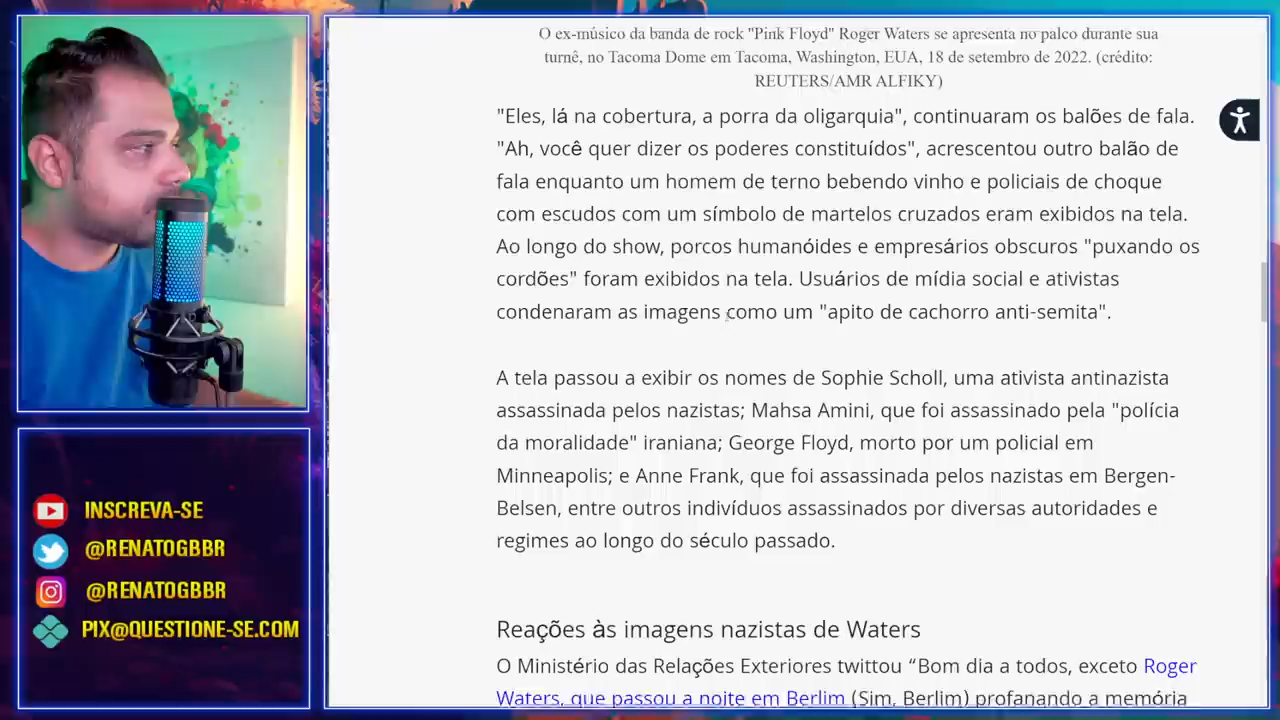 O ex-músico da banda de rock "Pink Floyd" Roger Waters se apresenta no palco durante sua
turnê, no Tacoma Dome em Tacoma, Washington, EUA, 18 de setembro de 2022. (crédito:
REUTERS/AMR ALFIKY)
"Eles, lá na cobertura, a porra da oligarquia", continuaram os balões de fala.
"Ah, você quer dizer os poderes constituídos", acrescentou outro balão de
fala enquanto um homem de terno bebendo vinho e policiais de choque
com escudos com um símbolo de martelos cruzados eram exibidos na tela.
Ao longo do show, porcos humanóides e empresários obscuros "puxando os
cordões" foram exibidos na tela. Usuários de mídia social e ativistas
condenaram as imagens como um "apito de cachorro anti-semita".
A tela passou a exibir os nomes de Sophie Scholl, uma ativista antinazista
assassinada pelos nazistas; Mahsa Amini, que foi assassinado pela "polícia
da moralidade" iraniana; George Floyd, morto por um policial em
Minneapolis; e Anne Frank, que foi assassinada pelos nazistas em Bergen-
Belsen, entre outros indivíduos assassinados por diversas autoridades e
regimes ao longo do século passado.
Reações às imagens nazistas de Waters
O Ministério das Relações Exteriores twittou “Bom dia a todos, exceto Roger
Waters, que passou a noite em Berlim (Sim, Berlim) profanando a memória
INSCREVA-SE
@RENATOGBBR
@RENATOGBBR
PIX@QUESTIONE-SE.COM